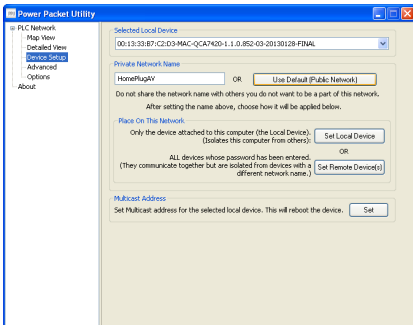 Power Packet Utility
PLC Network
Map View
Detailed View
Device Setup
Advanced
Options
About
Selected Local Device
00:13:33:B7:C2:D3-MAC-QCA7420-1.1.0.852-03-20130128-FINAL
Private Network Name
HomePlugAV
OR
Use Default (Public Network)
Do not share the network name with others you do not want to be a part of this network.
After setting the name above, choose how it will be applied below.
Place On This Network
Only the device attached to this computer (the Local Device).
(Isolates this computer from others):
Set Local Device
OR
ALL devices whose password has been entered.
(They communicate together but are isolated from devices with a
different network name.)
Set Remote Device(s)
Multicast Address
Set Multicast address for the selected local device. This will reboot the device.
Set